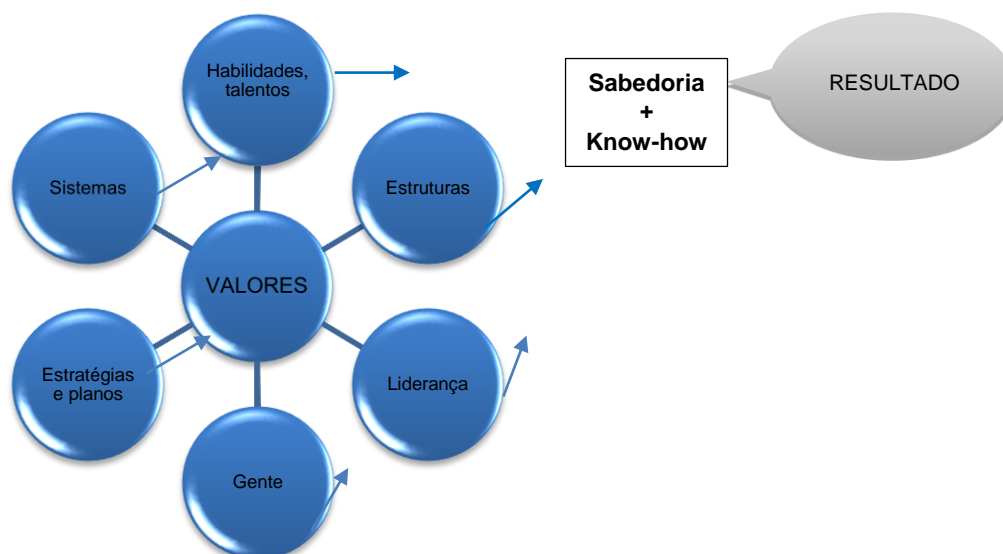 Habilidades,
talentos
Sabedoria
+
Know-how
RESULTADO
Sistemas
Estruturas
VALORES
Estratégias
e planos
Liderança
Gente